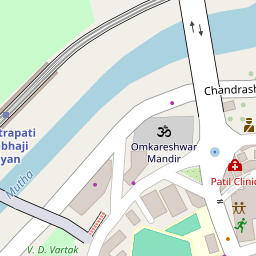 Chandrash
Omkareshwar
Mandir
trapati
bhaji
yan
Mutha
Patil Clinic
V. D. Vartak